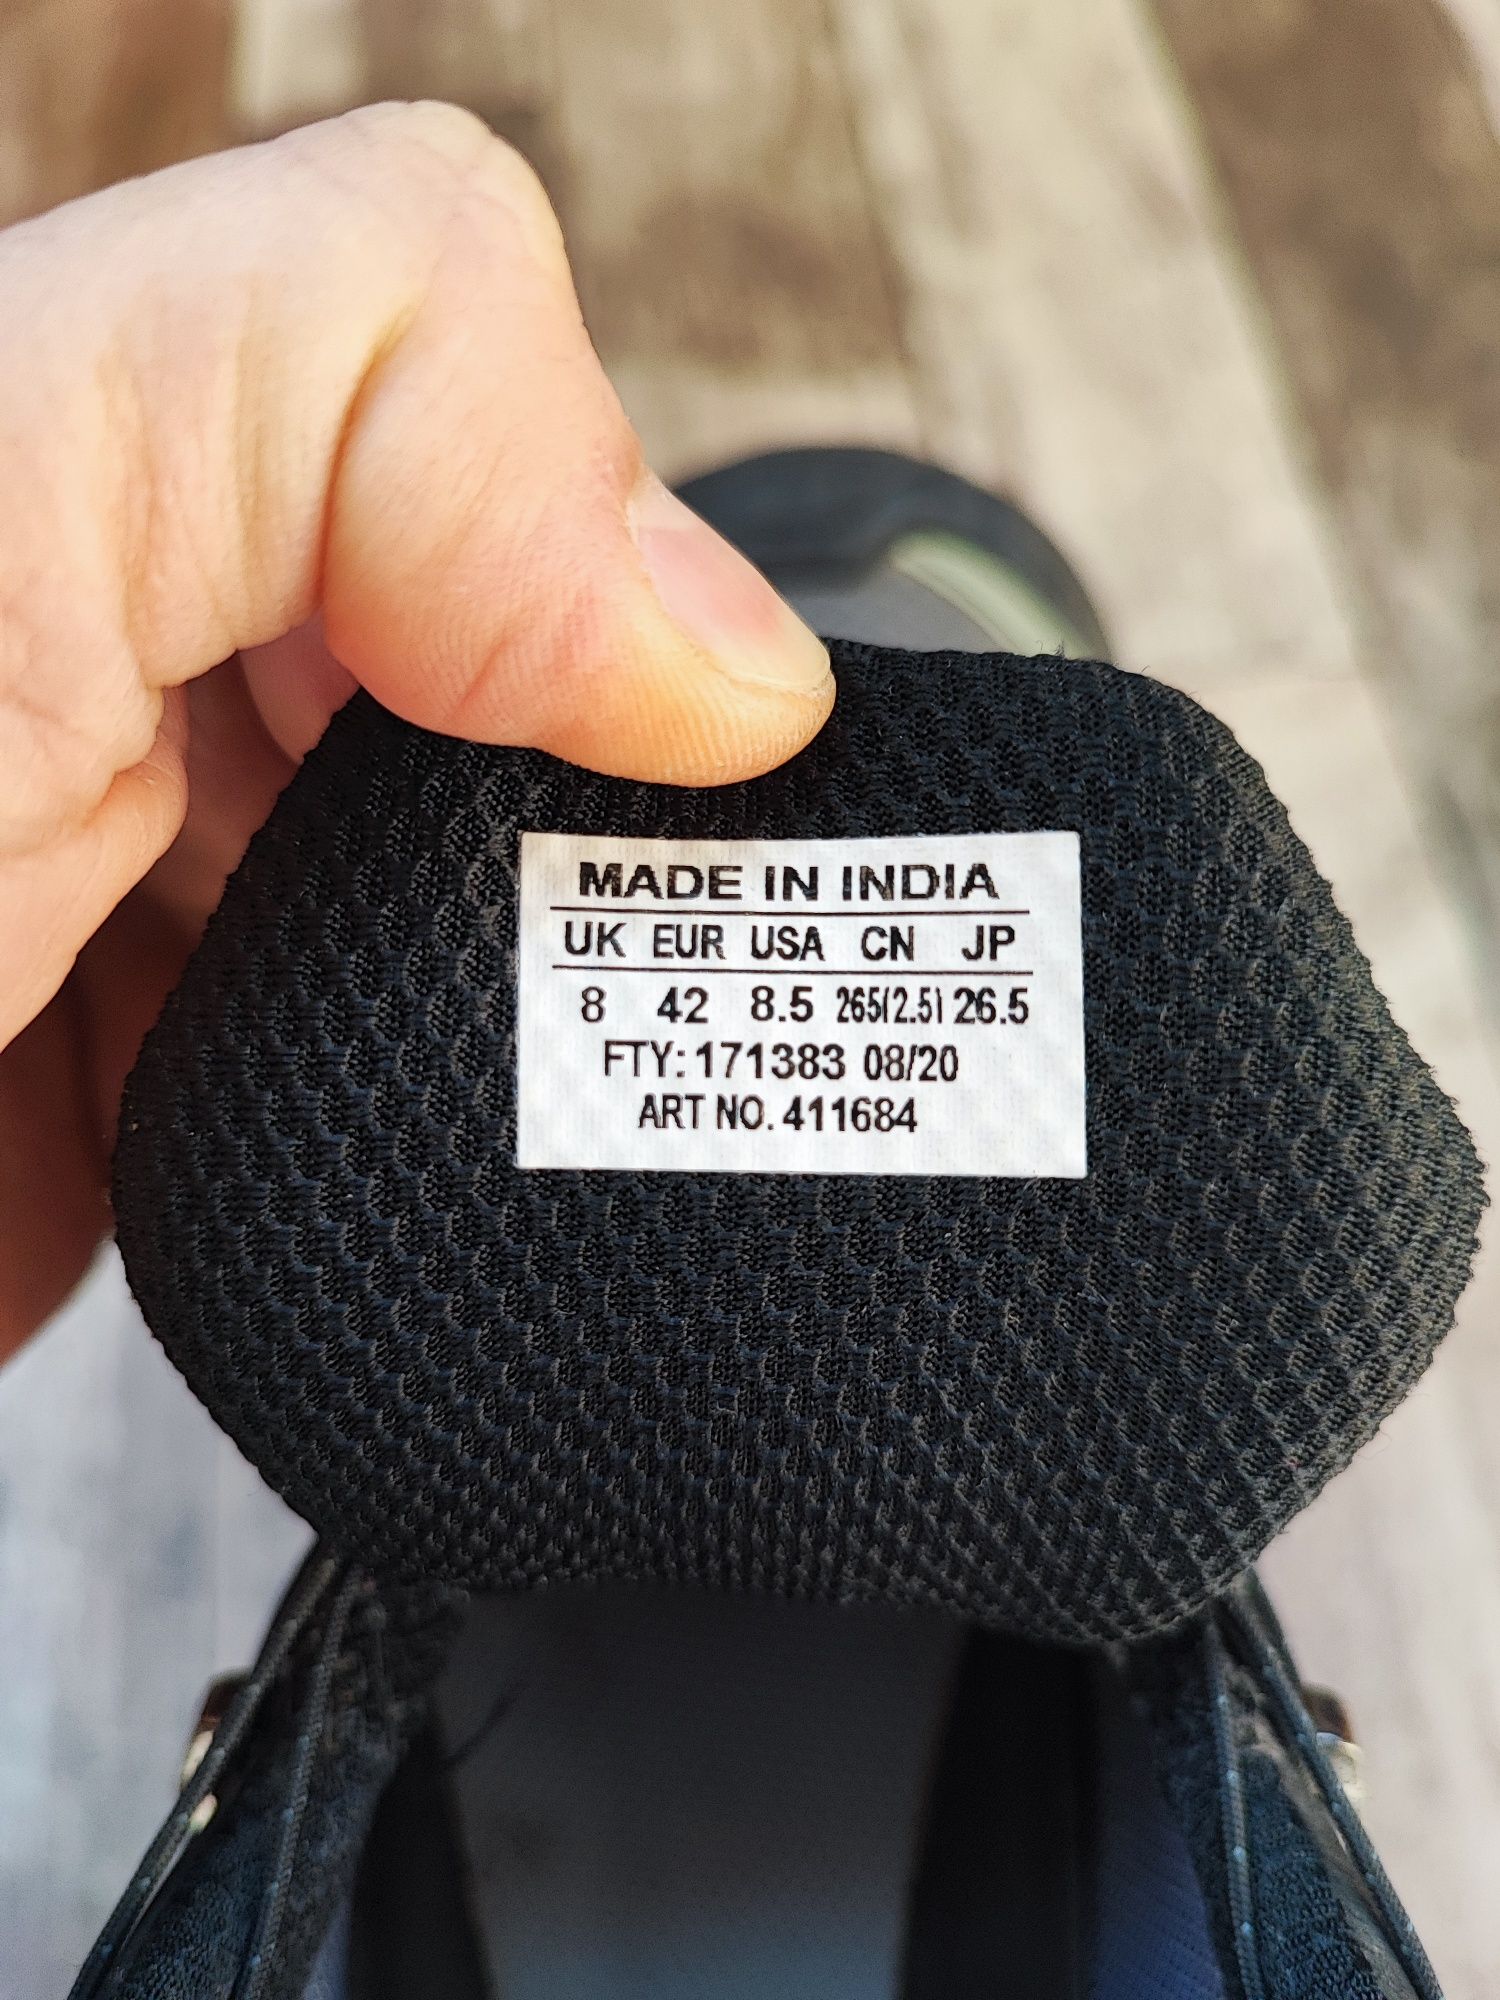 MADE IN INDIA
UK EUR USA CN JP
8 42 8.5 265(2.5) 26.5
FTY: 171383 08/20
ART NO. 411684